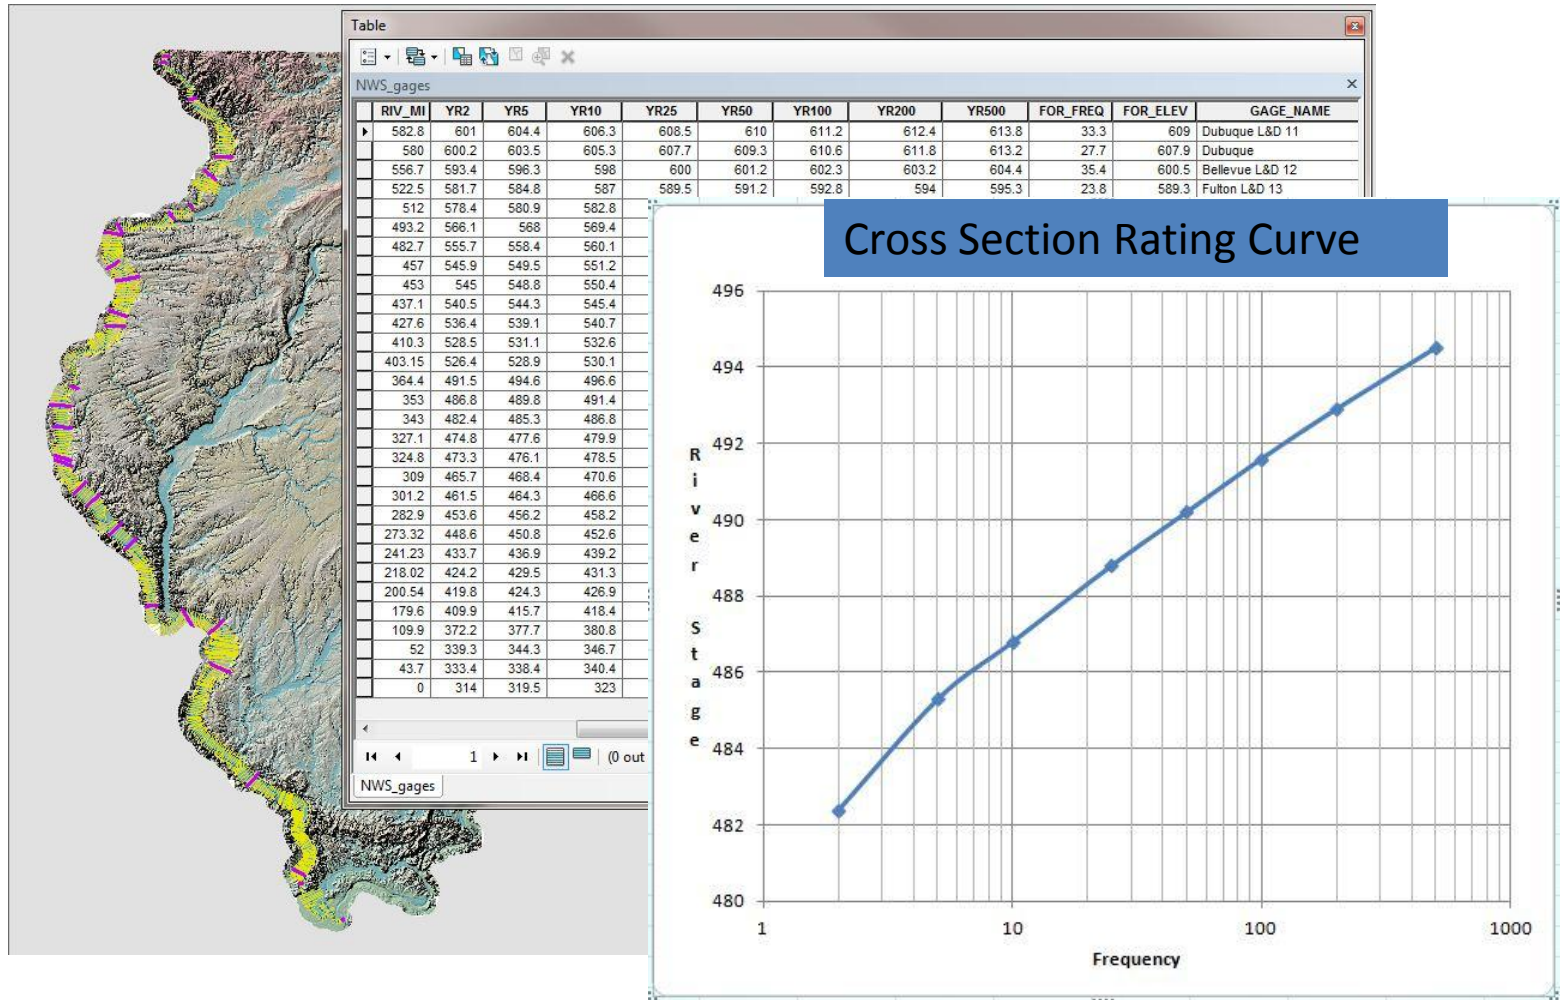 Table
NWS_gages
RIV_MI YR2 YR5 YR10 YR25 YR50 YR100 YR200 YR500 FOR_FREQ FOR_ELEV GAGE_NAME
582.8 601 604.4 606.3 608.5 610 611.2 612.4 613.8 33.3 609 Dubuque L&D 11
580 600.2 603.5 605.3 607.7 609.3 610.6 611.8 613.2 27.7 607.9 Dubuque
556.7 593.4 596.3 598 600 601.2 602.3 603.2 604.4 35.4 600.5 Bellevue L&D 12
522.5 581.7 584.8 587 589.5 591.2 592.8 594 595.3 23.8 589.3 Fulton L&D 13
512 578.4 580.9 582.8
493.2 566.1 568 569.4
482.7 555.7 558.4 560.1
457 545.9 549.5 551.2
453 545 548.8 550.4
437.1 540.5 544.3 545.4
427.6 536.4 539.1 540.7
410.3 528.5 531.1 532.6
403.15 526.4 528.9 530.1
364.4 491.5 494.6 496.6
353 486.8 489.8 491.4
343 482.4 485.3 486.8
327.1 474.8 477.6 479.9
324.8 473.3 476.1 478.5
309 465.7 468.4 470.6
301.2 461.5 464.3 466.6
282.9 453.6 456.2 458.2
273.32 448.6 450.8 452.6
241.23 433.7 436.9 439.2
218.02 424.2 429.5 431.3
200.54 419.8 424.3 426.9
179.6 409.9 415.7 418.4
109.9 372.2 377.7 380.8
52 339.3 344.3 346.7
43.7 333.4 338.4 340.4
0 314 319.5 323
1 (0 out
NWS_gages
Cross Section Rating Curve
496
494
492
490
488
486
484
482
480
River Stage
1 10 100 1000
Frequency